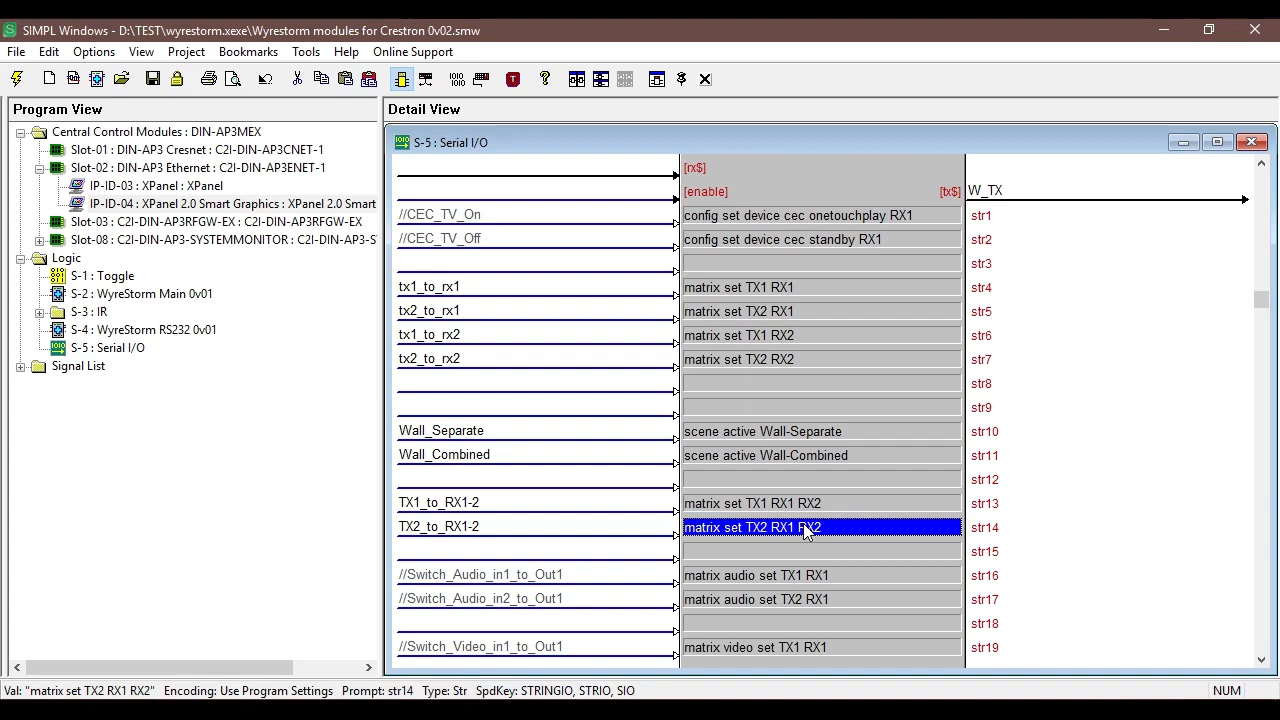 SIMPL Windows - D:\TEST\wyrestorm.xexe\Wyrestorm modules for Crestron 0v02.smw
File Edit Options View Project Bookmarks Tools Help Online Support
Program View
Central Control Modules : DIN-AP3MEX
Slot-01 : DIN-AP3 Cresnet : C2I-DIN-AP3CNET-1
Slot-02 : DIN-AP3 Ethernet : C2I-DIN-AP3ENET-1
IP-ID-03 : XPanel : XPanel
IP-ID-04 : XPanel 2.0 Smart Graphics : XPanel 2.0 Smart
Slot-03 : C2I-DIN-AP3RFGW-EX : C2I-DIN-AP3RFGW-EX
Slot-08 : C2I-DIN-AP3-SYSTEMMONITOR : C2I-DIN-AP3-S
Logic
S-1 : Toggle
S-2 : WyreStorm Main 0v01
S-3 : IR
S-4 : WyreStorm RS232 0v01
S-5 : Serial I/O
Signal List
Detail View
S-5 : Serial I/O
[rx$]
[enable] [tx$] W_TX
//CEC_TV_On config set device cec onetouchplay RX1 str1
//CEC_TV_Off config set device cec standby RX1 str2
str3
tx1_to_rx1 matrix set TX1 RX1 str4
tx2_to_rx1 matrix set TX2 RX1 str5
tx1_to_rx2 matrix set TX1 RX2 str6
tx2_to_rx2 matrix set TX2 RX2 str7
str8
str9
Wall_Separate scene active Wall-Separate str10
Wall_Combined scene active Wall-Combined str11
str12
TX1_to_RX1-2 matrix set TX1 RX1 RX2 str13
TX2_to_RX1-2 matrix set TX2 RX1 RX2 str14
str15
//Switch_Audio_in1_to_Out1 matrix audio set TX1 RX1 str16
//Switch_Audio_in2_to_Out1 matrix audio set TX2 RX1 str17
str18
//Switch_Video_in1_to_Out1 matrix video set TX1 RX1 str19
Val: "matrix set TX2 RX1 RX2" Encoding: Use Program Settings Prompt: str14 Type: Str SpdKey: STRINGIO, STRIO, SIO NUM